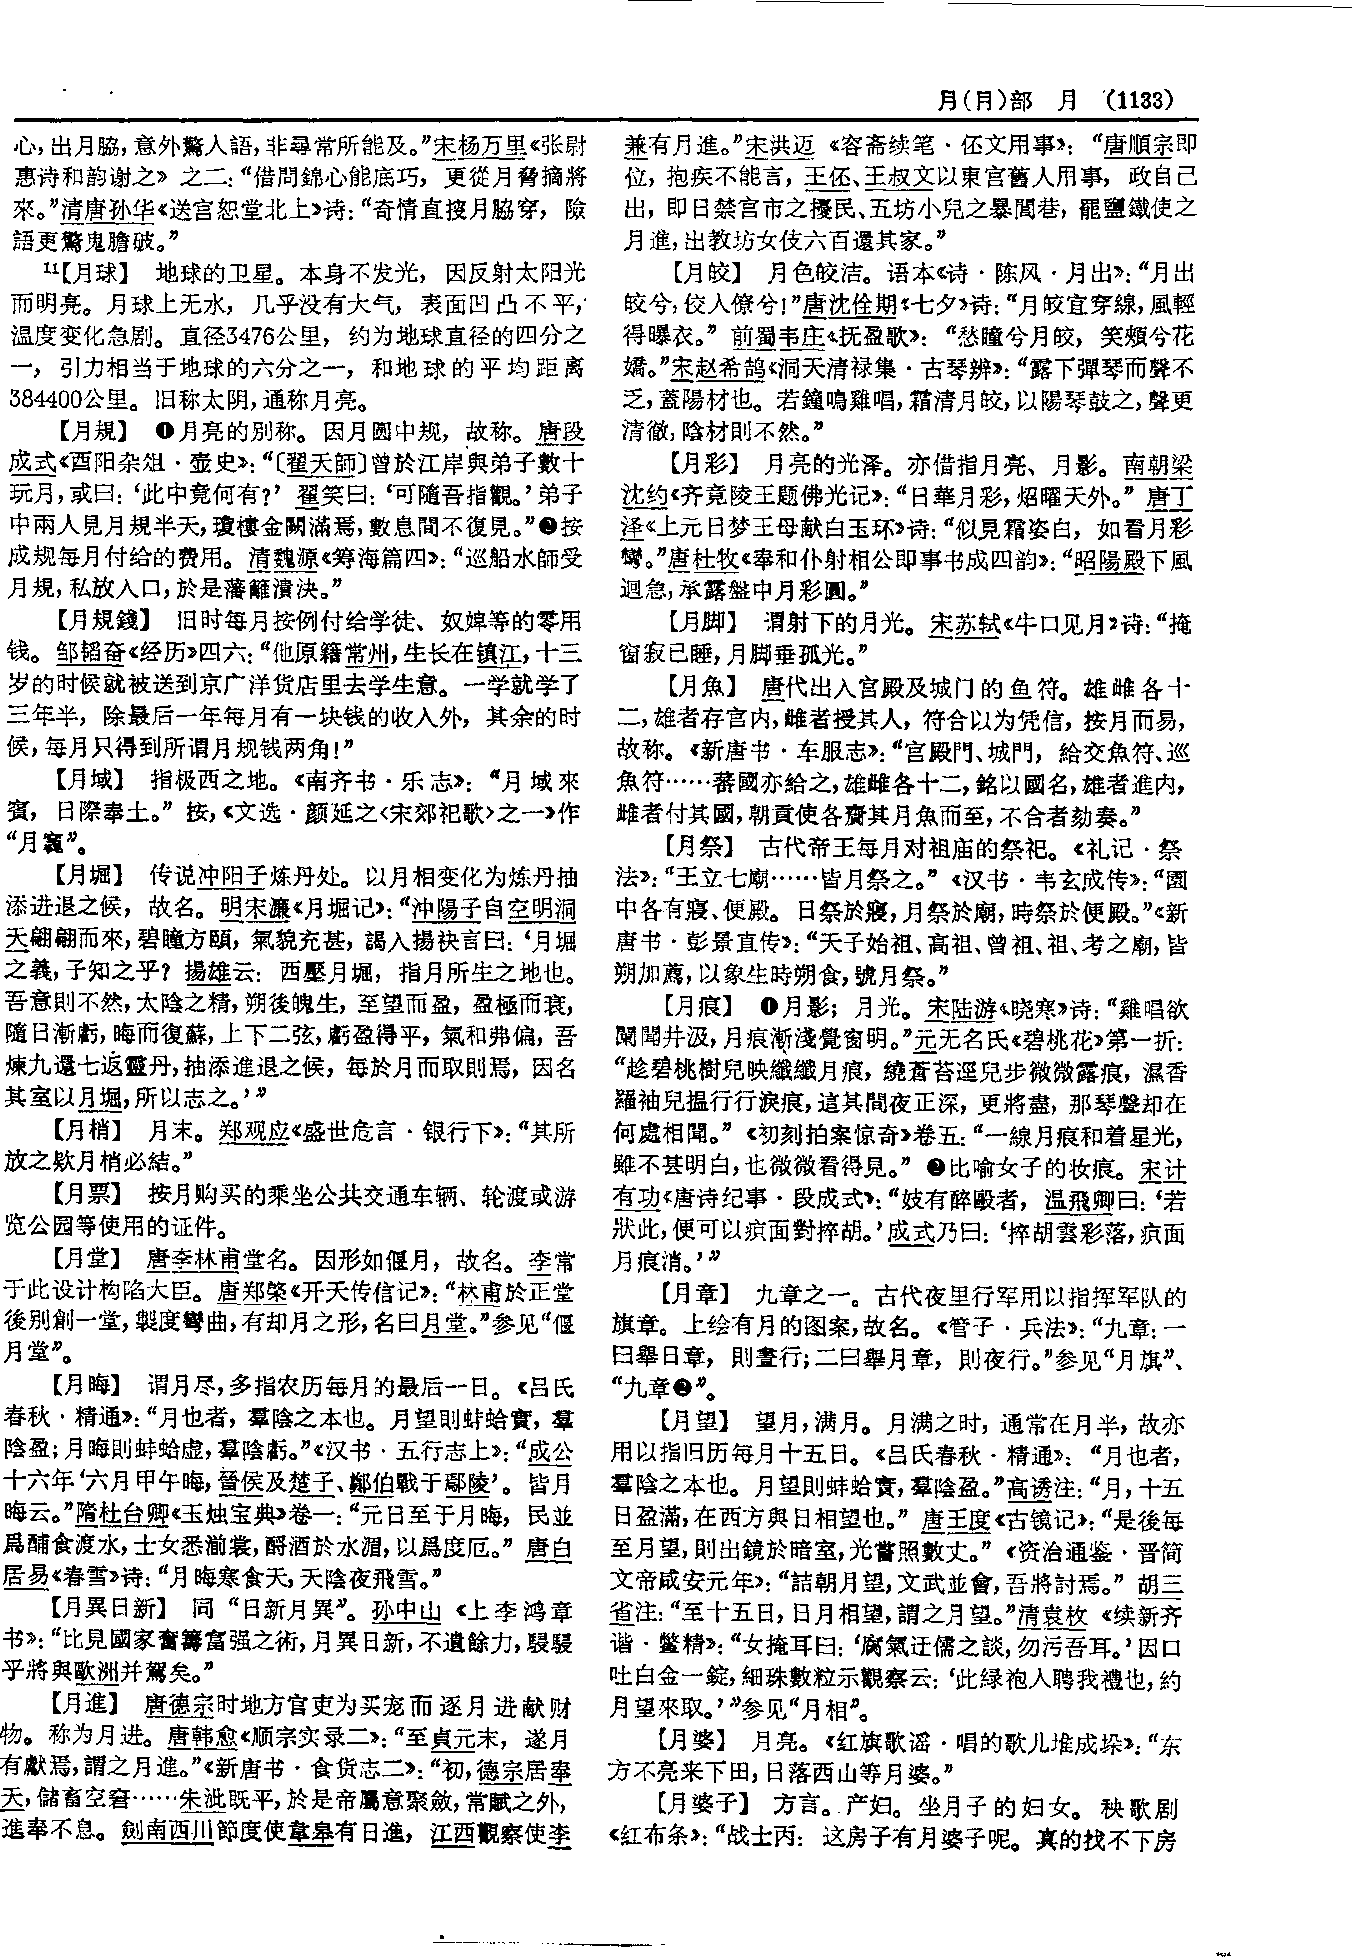 月(月)部　月　(1133)
心，出月脇，意外驚人語，非尋常所能及。”宋杨万里《张尉
惠诗和韵谢之》之二：“借問錦心能底巧，更從月脅摘將
來。”清唐孙华《送宫恕堂北上》诗：“奇情直摉月脇穿，險
語更驚鬼膽破。”
¹¹【月球】　地球的卫星。本身不发光，因反射太阳光
而明亮。月球上无水，几乎没有大气，表面凹凸不平，
温度变化急剧。直径3476公里，约为地球直径的四分之
一，引力相当于地球的六分之一，和地球的平均距离
384400公里。旧称太阴，通称月亮。
【月規】　❶月亮的别称。因月圆中规，故称。唐段
成式《酉阳杂俎·壶史》：“〔翟天師〕曾於江岸與弟子數十
玩月，或曰：‘此中竟何有？’翟笑曰：‘可隨吾指觀。’弟子
中兩人見月規半天，瓊樓金闕滿焉，數息間不復見。”❷按
成规每月付给的费用。清魏源《筹海篇四》：“巡船水師受
月規，私放入口，於是藩籬潰決。”
【月規錢】　旧时每月按例付给学徒、奴婢等的零用
钱。邹韬奋《经历》四六：“他原籍常州，生长在镇江，十三
岁的时候就被送到京广洋货店里去学生意。一学就学了
三年半，除最后一年每月有一块钱的收入外，其余的时
候，每月只得到所谓月规钱两角！”
【月域】　指极西之地。《南齐书·乐志》：“月域來
賓，日際奉土。”按，《文选·颜延之〈宋郊祀歌〉之一》作
“月竁”。
【月堀】　传说冲阳子炼丹处。以月相变化为炼丹抽
添进退之候，故名。明宋濂《月堀记》：“沖陽子自空明洞
天翩翩而來，碧瞳方頤，氣貌充甚，謁入揚袂言曰：‘月堀
之義，子知之乎？揚雄云：西壓月堀，指月所生之地也。
吾意則不然，太陰之精，朔後魄生，至望而盈，盈極而衰，
隨日漸虧，晦而復蘇，上下二弦，虧盈得平，氣和弗偏，吾
煉九還七返靈丹，抽添進退之候，每於月而取則焉，因名
其室以月堀，所以志之。’”
【月梢】　月末。郑观应《盛世危言·银行下》：“其所
放之欵月梢必結。”
【月票】　按月购买的乘坐公共交通车辆、轮渡或游
览公园等使用的证件。
【月堂】　唐李林甫堂名。因形如偃月，故名。李常
于此设计构陷大臣。唐郑棨《开天传信记》：“林甫於正堂
後別創一堂，製度彎曲，有却月之形，名曰月堂。”参见“偃
月堂”。
【月晦】　谓月尽，多指农历每月的最后一日。《吕氏
春秋·精通》：“月也者，羣陰之本也。月望則蚌蛤實，羣
陰盈；月晦則蚌蛤虛，羣陰虧。”《汉书·五行志上》：“成公
十六年‘六月甲午晦，晉侯及楚子、鄭伯戰于鄢陵’。皆月
晦云。”隋杜台卿《玉烛宝典》卷一：“元日至于月晦，民並
爲酺食渡水，士女悉湔裳，酹酒於水湄，以爲度厄。”唐白
居易《春雪》诗：“月晦寒食天，天陰夜飛雪。”
【月異日新】　同“日新月異”。孙中山《上李鸿章
书》：“比見國家奮籌富强之術，月異日新，不遺餘力，駸駸
乎將與歐洲并駕矣。”
【月進】　唐德宗时地方官吏为买宠而逐月进献财
物。称为月进。唐韩愈《顺宗实录二》：“至貞元末，遂月
有獻焉，謂之月進。”《新唐书·食货志二》：“初，德宗居奉
天，儲畜空窘……朱泚既平，於是帝屬意聚斂，常賦之外，
進奉不息。劍南西川節度使韋皋有日進，江西觀察使李
兼有月進。”宋洪迈《容斋续笔·伾文用事》：“唐順宗即
位，抱疾不能言，王伾、王叔文以東宮舊人用事，政自己
出，即日禁宮市之擾民、五坊小兒之暴閭巷，罷鹽鐵使之
月進，出教坊女伎六百還其家。”
【月皎】　月色皎洁。语本《诗·陈风·月出》：“月出
皎兮，佼人僚兮！”唐沈佺期《七夕》诗：“月皎宜穿線，風輕
得曝衣。”前蜀韦庄《抚盈歌》：“愁瞳兮月皎，笑頰兮花
嬌。”宋赵希鹄《洞天清禄集·古琴辨》：“露下彈琴而聲不
乏，蓋陽材也。若鐘鳴雞唱，霜清月皎，以陽琴鼓之，聲更
清徹，陰材則不然。”
【月彩】　月亮的光泽。亦借指月亮、月影。南朝梁
沈约《齐竟陵王题佛光记》：“日華月彩，炤曜天外。”唐丁
泽《上元日梦王母献白玉环》诗：“似見霜姿白，如看月彩
彎。”唐杜牧《奉和仆射相公即事书成四韵》：“昭陽殿下風
迴急，承露盤中月彩圓。”
【月脚】　谓射下的月光。宋苏轼《牛口见月》诗：“掩
窗寂已睡，月脚垂孤光。”
【月魚】　唐代出入宫殿及城门的鱼符。雄雌各十
二，雄者存宫内，雌者授其人，符合以为凭信，按月而易，
故称。《新唐书·车服志》：“宫殿門、城門，給交魚符、巡
魚符……蕃國亦給之，雄雌各十二，銘以國名，雄者進内，
雌者付其國，朝貢使各齎其月魚而至，不合者劾奏。”
【月祭】　古代帝王每月对祖庙的祭祀。《礼记·祭
法》：“王立七廟……皆月祭之。”《汉书·韦玄成传》：“園
中各有寢、便殿。日祭於寢，月祭於廟，時祭於便殿。”《新
唐书·彭景直传》：“天子始祖、高祖、曾祖、祖、考之廟，皆
朔加薦，以象生時朔食，號月祭。”
【月痕】　❶月影；月光。宋陆游《晓寒》诗：“雞唱欲
闌聞井汲，月痕漸淺覺窗明。”元无名氏《碧桃花》第一折：
“趁碧桃樹兒映纖纖月痕，繞蒼苔逕兒步微微露痕，濕香
羅袖兒搵行行淚痕，這其間夜正深，更將盡，那琴聲却在
何處相聞。”《初刻拍案惊奇》卷五：“一線月痕和着星光，
雖不甚明白，也微微看得見。”❷比喻女子的妆痕。宋计
有功《唐诗纪事·段成式》：“妓有醉毆者，温飛卿曰：‘若
狀此，便可以疻面對捽胡。’成式乃曰：‘捽胡雲彩落，疻面
月痕消。’”
【月章】　九章之一。古代夜里行军用以指挥军队的
旗章。上绘有月的图案，故名。《管子·兵法》：“九章：一
曰舉日章，則晝行；二曰舉月章，則夜行。”参见“月旗”、
“九章❷”。
【月望】　望月，满月。月满之时，通常在月半，故亦
用以指旧历每月十五日。《吕氏春秋·精通》：“月也者，
羣陰之本也。月望則蚌蛤實，羣陰盈。”高诱注：“月，十五
日盈滿，在西方與日相望也。”唐王度《古镜记》：“是後每
至月望，則出鏡於暗室，光嘗照數丈。”《资治通鉴·晋简
文帝咸安元年》：“詰朝月望，文武並會，吾將討焉。”胡三
省注：“至十五日，日月相望，謂之月望。”清袁枚《续新齐
谐·鳖精》：“女掩耳曰：‘腐氣迂儒之談，勿污吾耳。’因口
吐白金一錠，細珠數粒示觀察云：‘此绿袍人聘我禮也，約
月望來取。’”参见“月相”。
【月婆】　月亮。《红旗歌谣·唱的歌儿堆成垛》：“东
方不亮来下田，日落西山等月婆。”
【月婆子】　方言。产妇。坐月子的妇女。秧歌剧
《红布条》：“战士丙：这房子有月婆子呢。真的找不下房